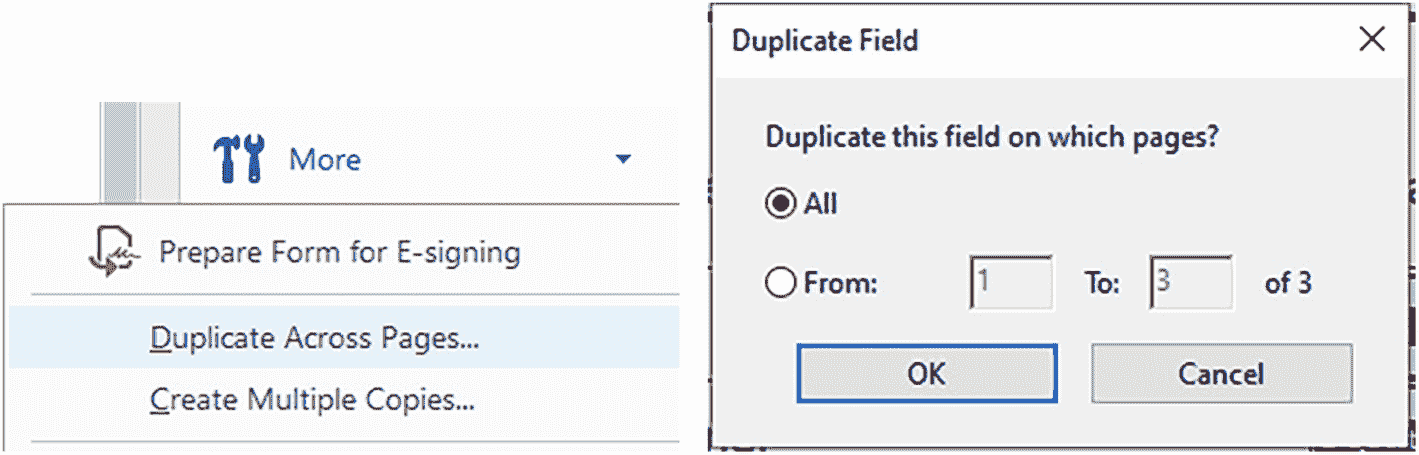 More
Prepare Form for E-signing
Duplicate Across Pages...
Create Multiple Copies...
Duplicate Field
Duplicate this field on which pages?
All
From: 1 To: 3 of 3
OK Cancel